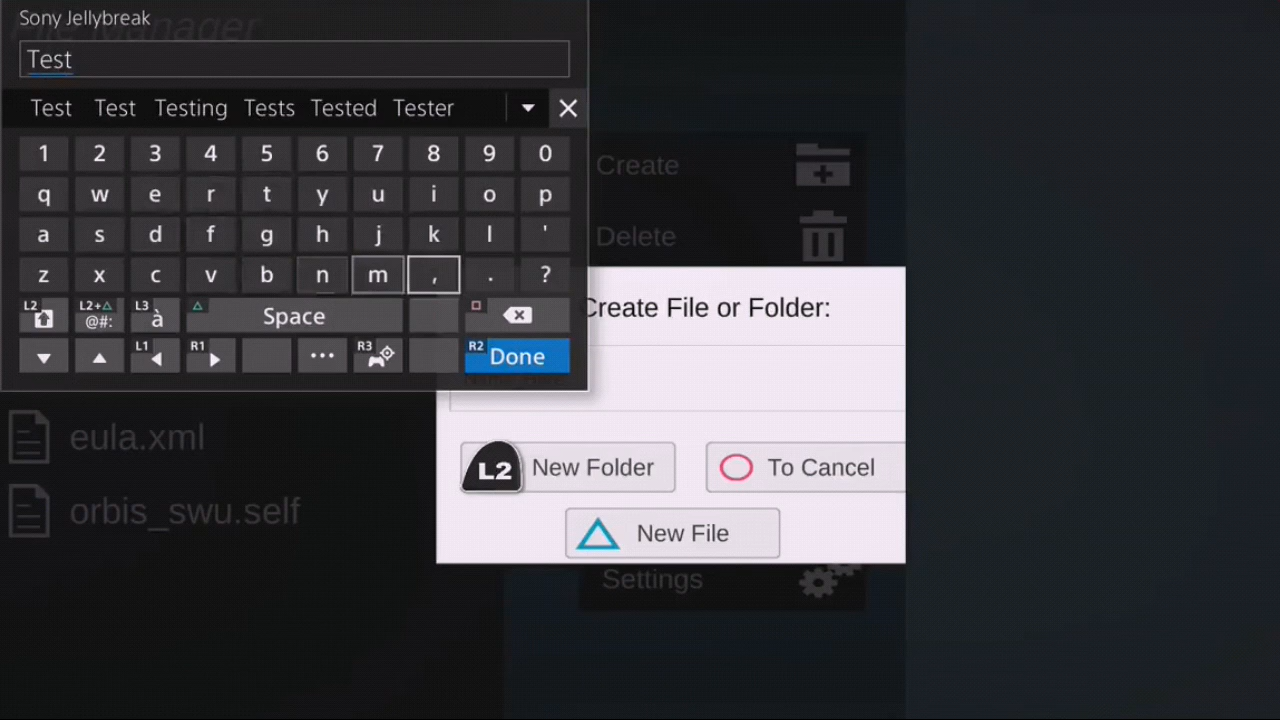 Sony Jellybreak
File Manager
Test
Test Test Testing Tests Tested Tester
1 2 3 4 5 6 7 8 9 0
q w e r t y u i o p
a s d f g h j k l '
z x c v b n m , . ?
L2 L2+△ @#: L3 à △ Space □
L1 R1 ... R3 R2 Done
Create
Delete
Create File or Folder:
L2 New Folder
To Cancel
New File
Settings
eula.xml
orbis_swu.self